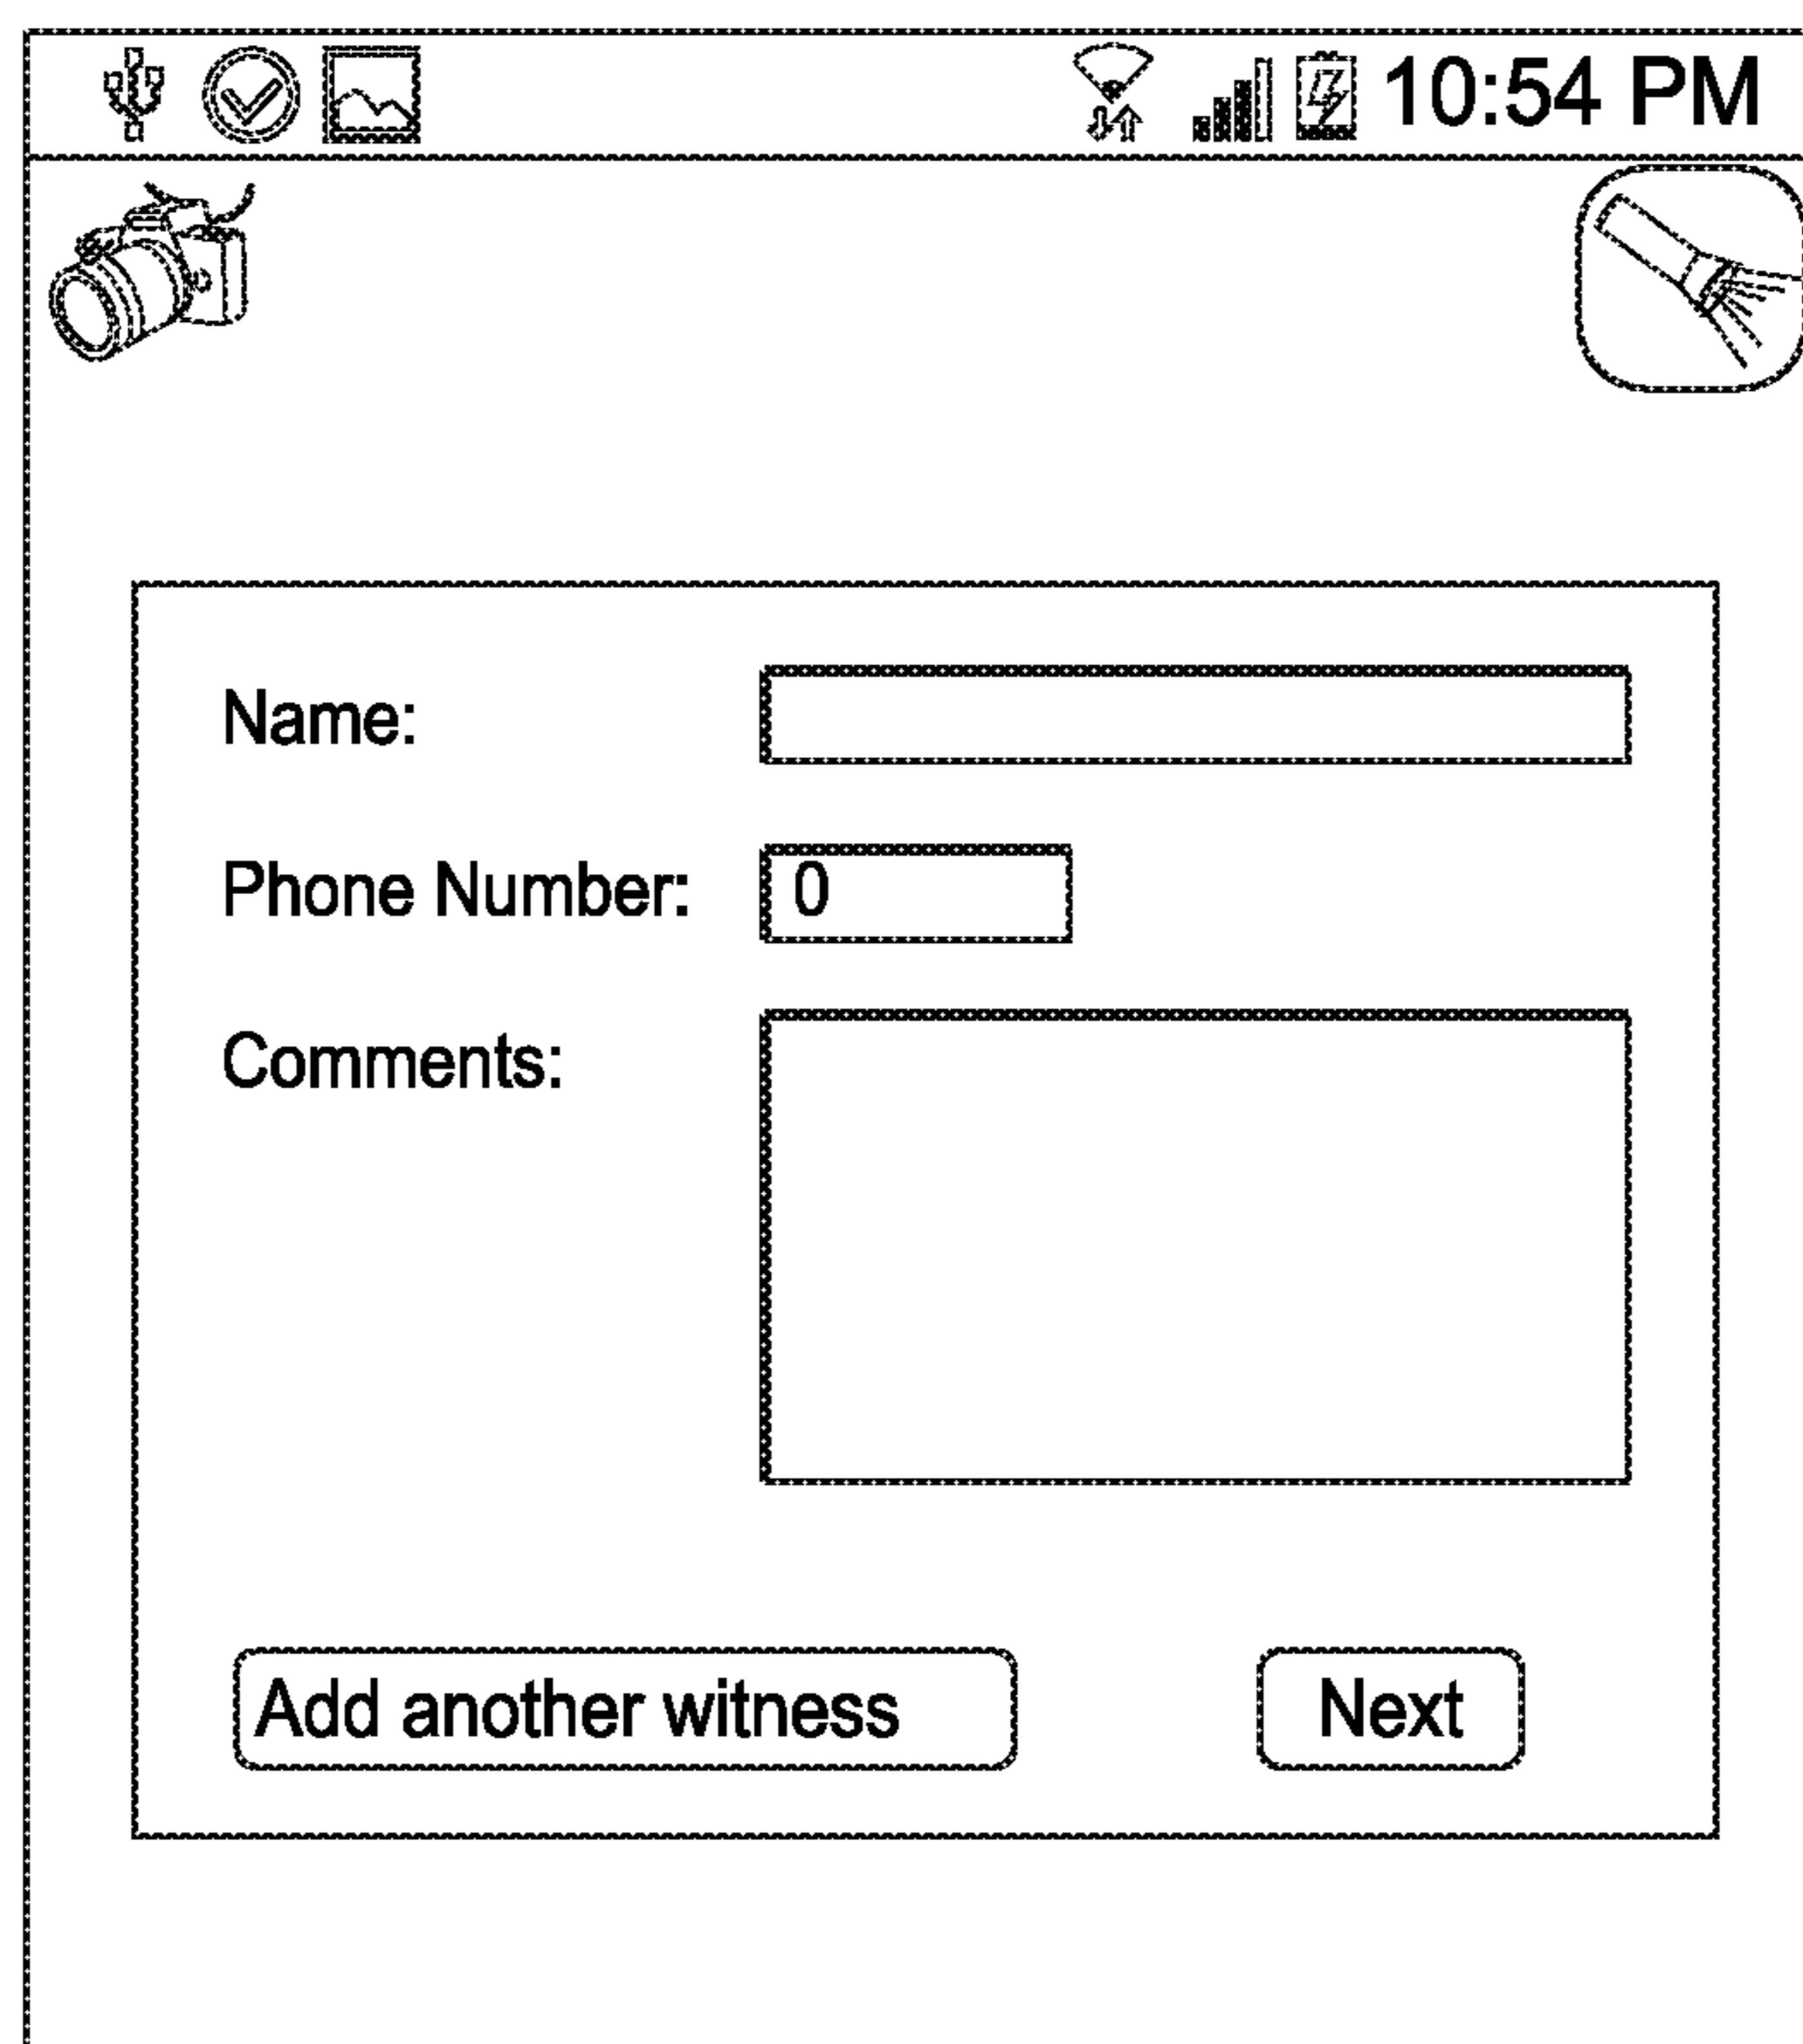 10:54 PM
Name:
Phone Number: 0
Comments:
Add another witness Next